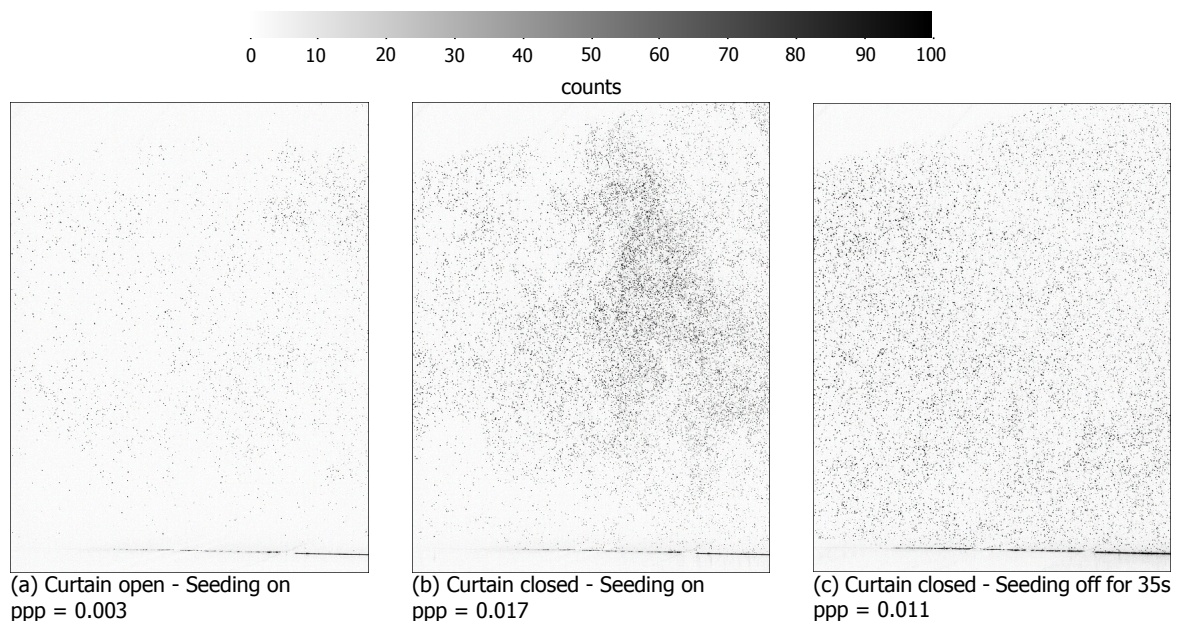 0 10 20 30 40 50 60 70 80 90 100
counts
(a) Curtain open - Seeding on
ppp = 0.003
(b) Curtain closed - Seeding on
ppp = 0.017
(c) Curtain closed - Seeding off for 35s
ppp = 0.011